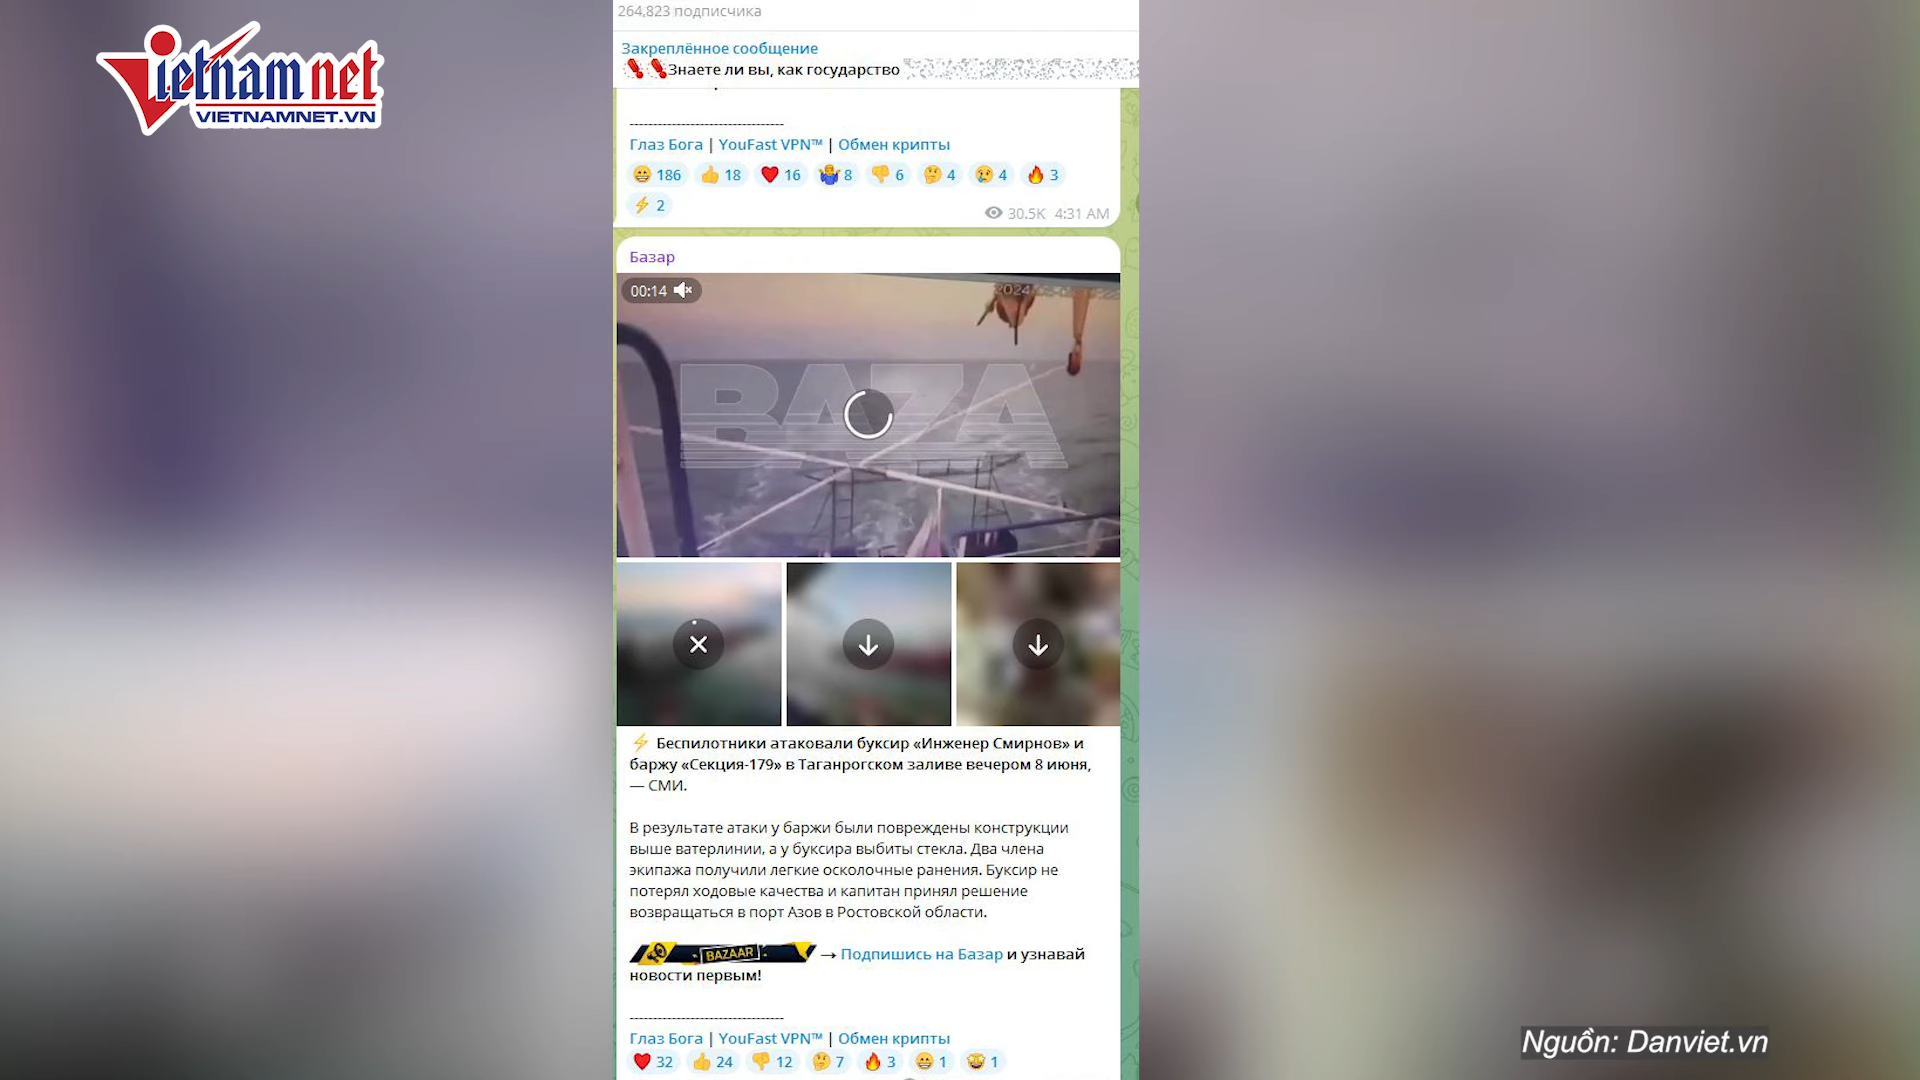 Vietnamnet
VIETNAMNET.VN
264,823 подписчика
Закреплённое сообщение
Знаете ли вы, как государство
--------------------------------
Глаз Бога | YouFast VPN™ | Обмен крипты
186 18 16 8 6 4 4 3
2
30.5K 4:31 AM
Базар
00:14
2024
BAZA
Беспилотники атаковали буксир «Инженер Смирнов» и
баржу «Секция-179» в Таганрогском заливе вечером 8 июня,
— СМИ.
В результате атаки у баржи были повреждены конструкции
выше ватерлинии, а у буксира выбиты стекла. Два члена
экипажа получили легкие осколочные ранения. Буксир не
потерял ходовые качества и капитан принял решение
возвращаться в порт Азов в Ростовской области.
BAZAAR → Подпишись на Базар и узнавай
новости первым!
--------------------------------
Глаз Бога | YouFast VPN™ | Обмен крипты
32 24 12 7 3 1 1
Nguồn: Danviet.vn